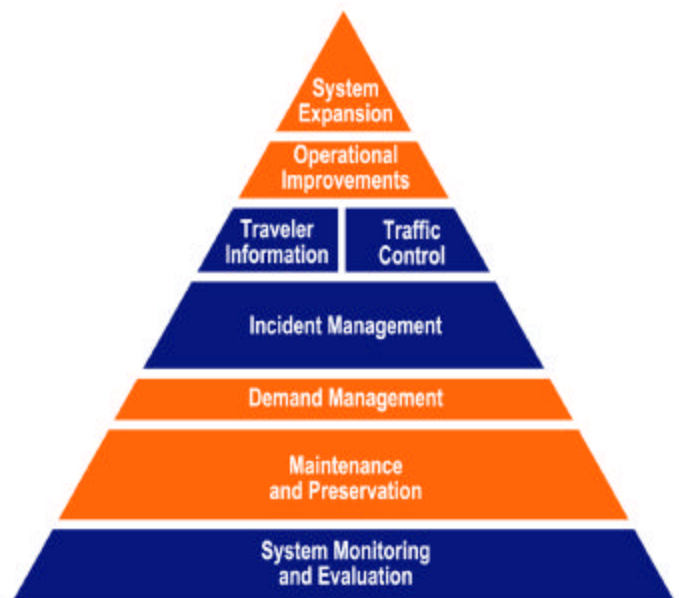 System
Expansion
Operational
Improvements
Traveler
Information
Traffic
Control
Incident Management
Demand Management
Maintenance
and Preservation
System Monitoring
and Evaluation